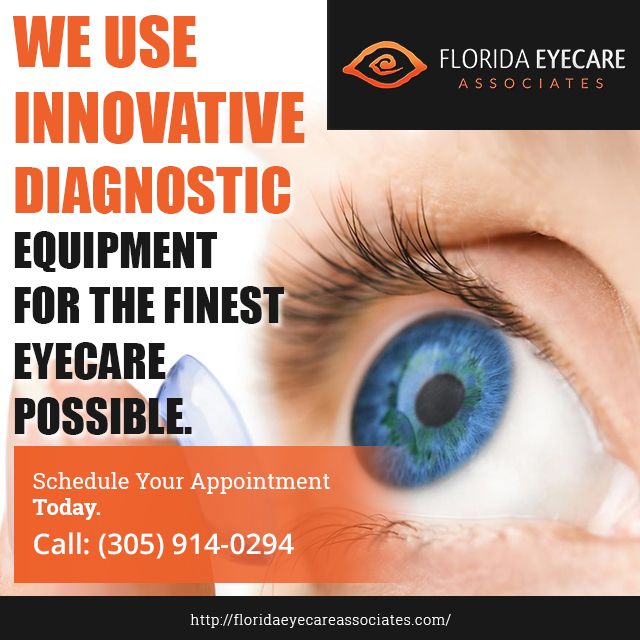 WE USE
INNOVATIVE
DIAGNOSTIC
EQUIPMENT
FOR THE FINEST
EYECARE
POSSIBLE.
FLORIDA EYECARE
ASSOCIATES
Schedule Your Appointment
Today.
Call: (305) 914-0294
http://floridaeyecareassociates.com/